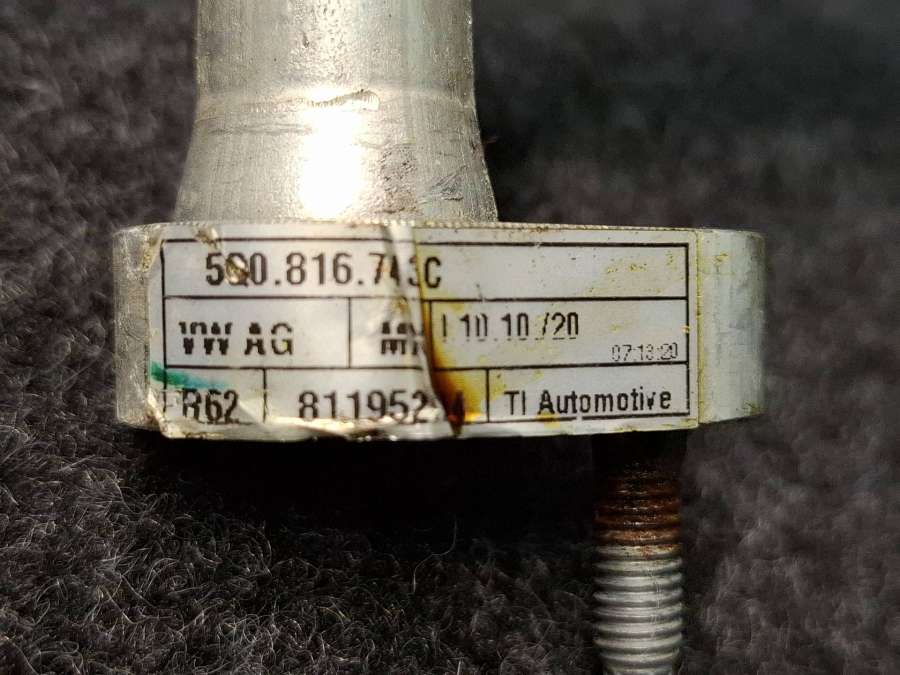 5Q0.816.743C
VW AG 10.10./20
07:13:20
R62 TI Automotive